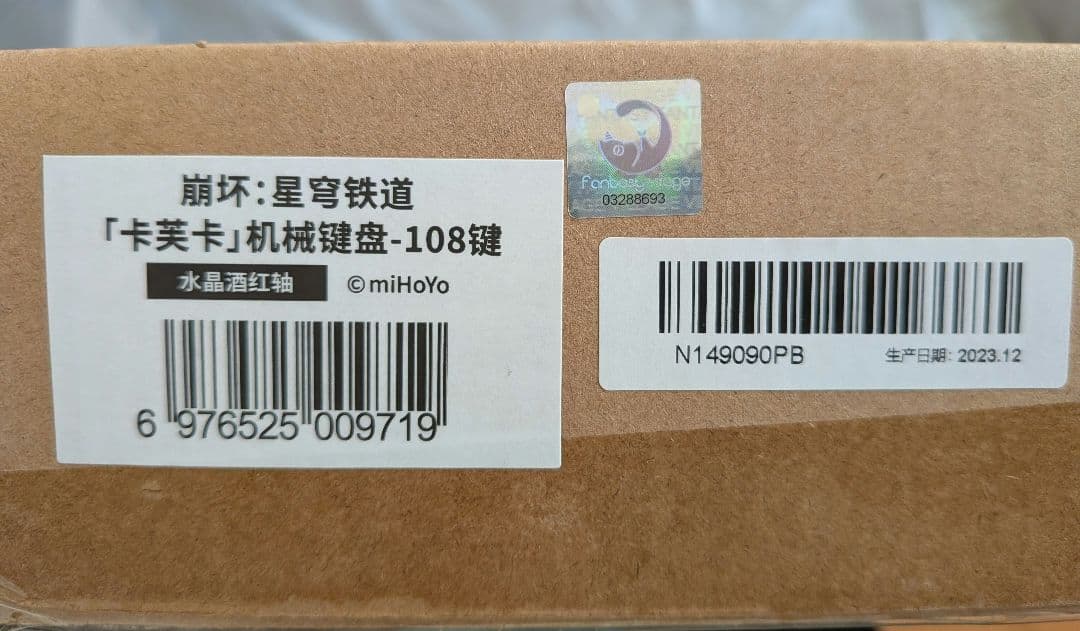 崩坏:星穹铁道
「卡芙卡」机械键盘-108键
水晶酒红轴
©miHoYo
6 976525 009719
03288693
N149090PB
生产日期: 2023.12